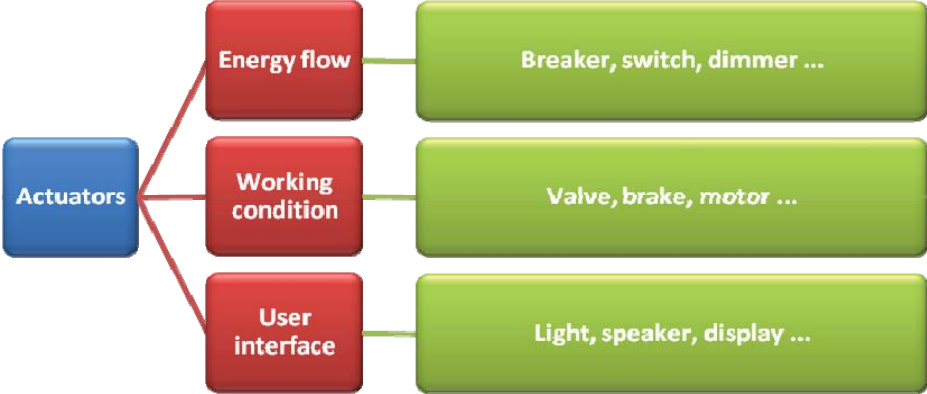 Energy flow
Breaker, switch, dimmer ...
Actuators
Working
condition
Valve, brake, motor ...
User
interface
Light, speaker, display ...